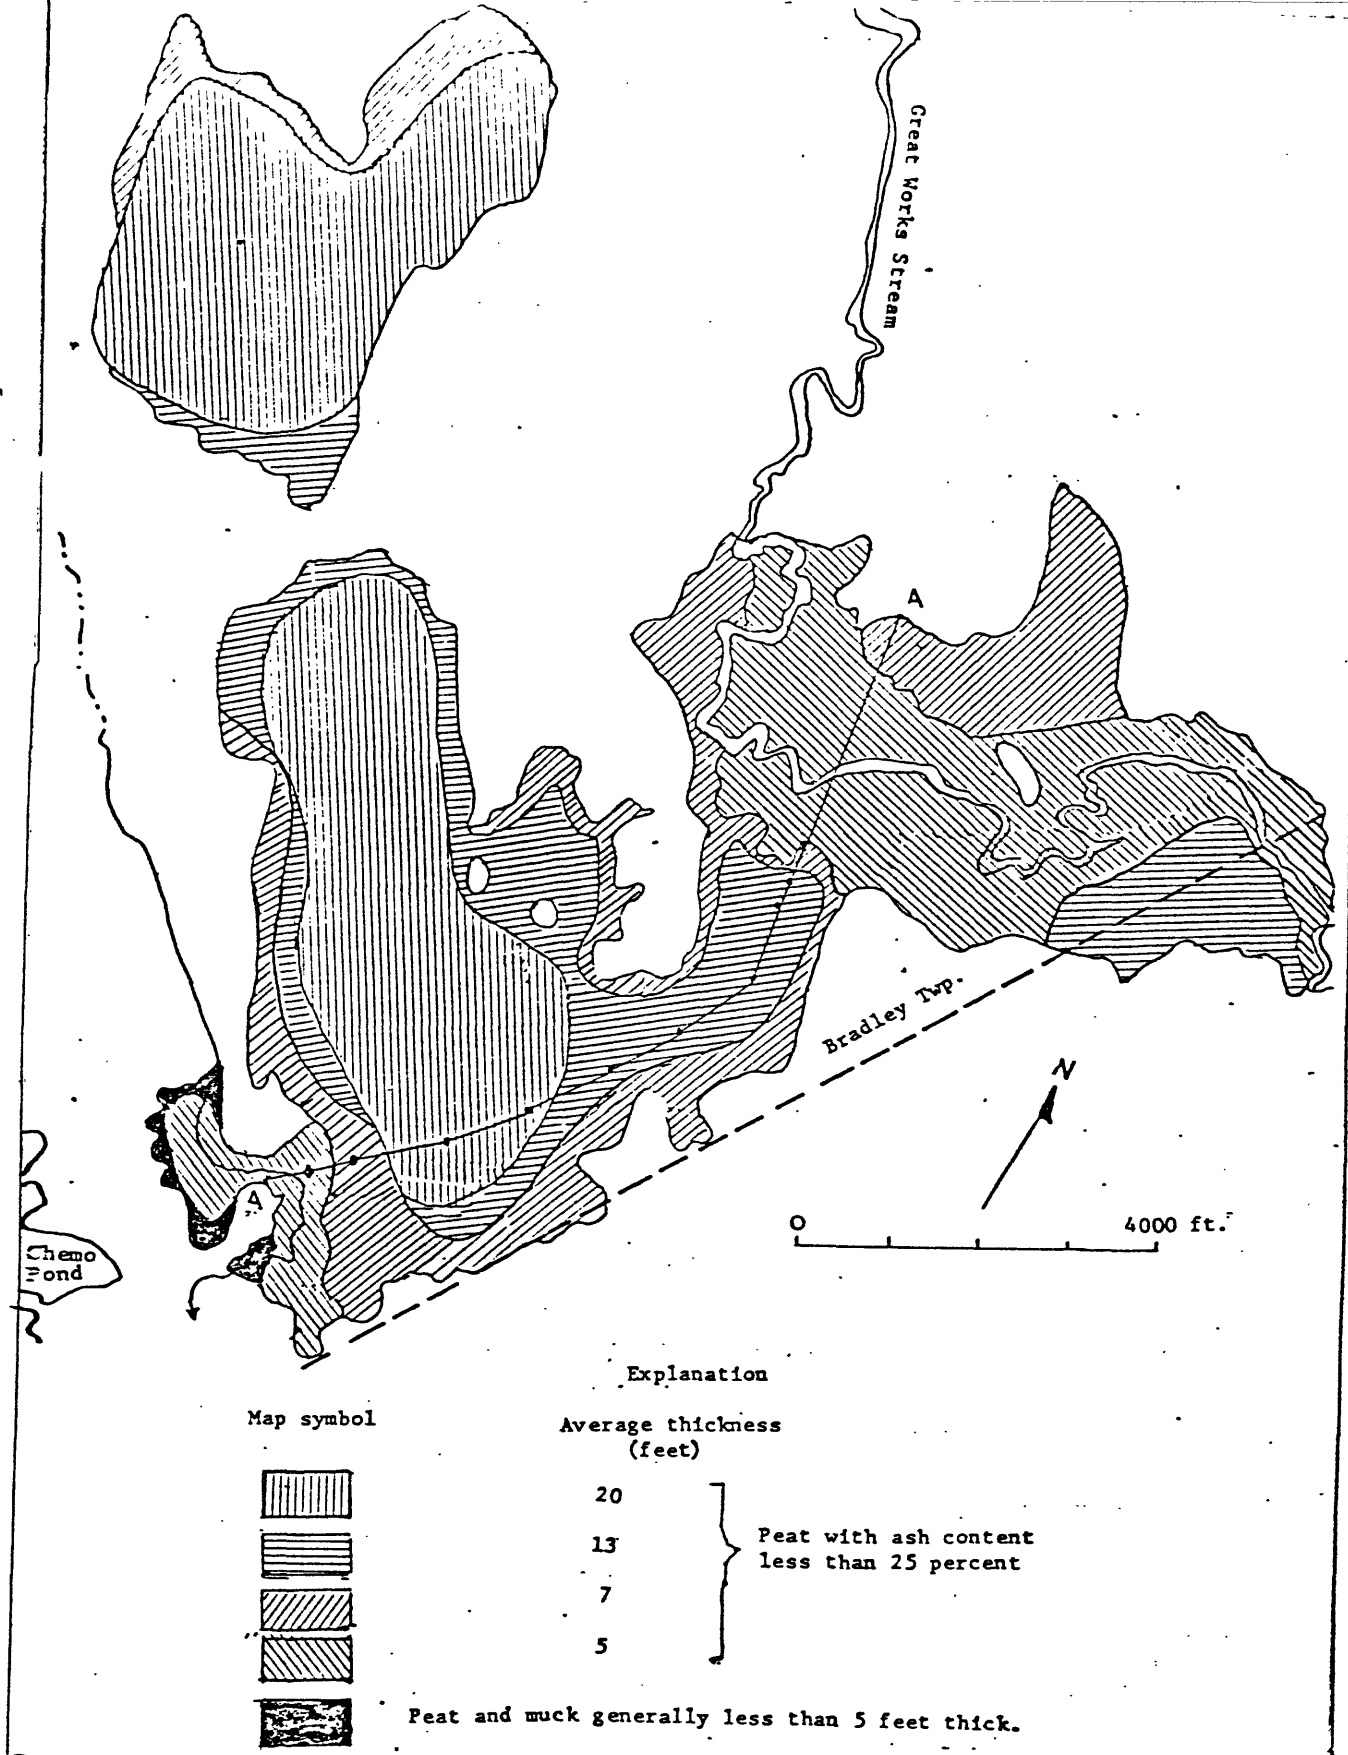 Great Works Stream
A
Bradley Twp.
N
A
0 4000 ft.
Chemo
Pond
Explanation
Map symbol Average thickness
(feet)
20
13
7
5
Peat with ash content
less than 25 percent
Peat and muck generally less than 5 feet thick.